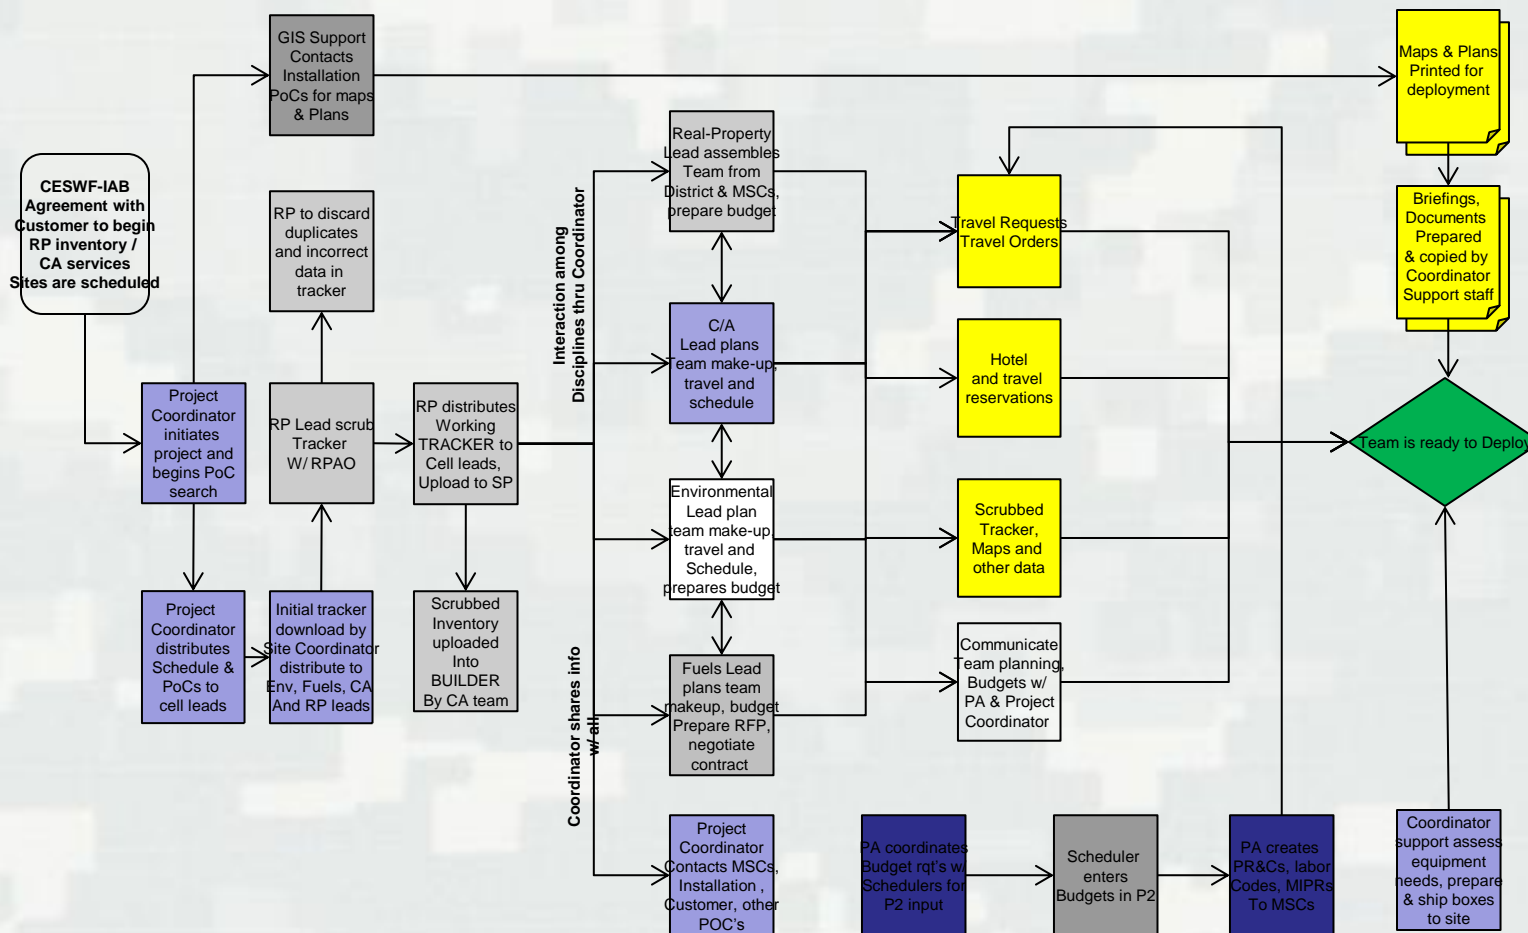 GIS Support
Contacts
Installation
PoCs for maps
& Plans
Maps & Plans
Printed for
deployment
CESWF-IAB
Agreement with
Customer to begin
RP inventory /
CA services
Sites are scheduled
RP to discard
duplicates
and incorrect
data in
tracker
Real-Property
Lead assembles
Team from
District & MSCs,
prepare budget
Travel Requests
Travel Orders
Briefings,
Documents
Prepared
& copied by
Coordinator
Support staff
Interaction among
Disciplines thru Coordinator
Project
Coordinator
initiates
project and
begins PoC
search
RP Lead scrub
Tracker
W/ RPAO
RP distributes
Working
TRACKER to
Cell leads,
Upload to SP
C/A
Lead plans
Team make-up,
travel and
schedule
Hotel
and travel
reservations
Team is ready to Deploy
Environmental
Lead plan
team make-up,
travel and
Schedule,
prepares budget
Scrubbed
Tracker,
Maps and
other data
Project
Coordinator
distributes
Schedule &
PoCs to
cell leads
Initial tracker
download by
Site Coordinator
distribute to
Env, Fuels, CA
And RP leads
Scrubbed
Inventory
uploaded
Into
BUILDER
By CA team
Coordinator shares info
w/ all
Fuels Lead
plans team
makeup, budget
Prepare RFP,
negotiate
contract
Communicate
Team planning,
Budgets w/
PA & Project
Coordinator
Project
Coordinator
Contacts MSCs,
Installation ,
Customer, other
POC's
PA coordinates
Budget rqt's w/
Schedulers for
P2 input
Scheduler
enters
Budgets in P2
PA creates
PR&Cs, labor
Codes, MIPRs
To MSCs
Coordinator
support assess
equipment
needs, prepare
& ship boxes
to site